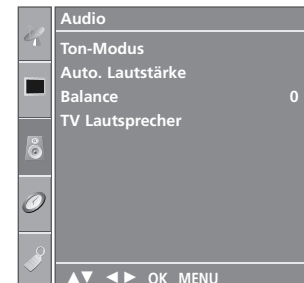 Audio
Ton-Modus
Auto. Lautstärke
Balance 0
TV Lautsprecher
▲▼ ◄► OK MENU